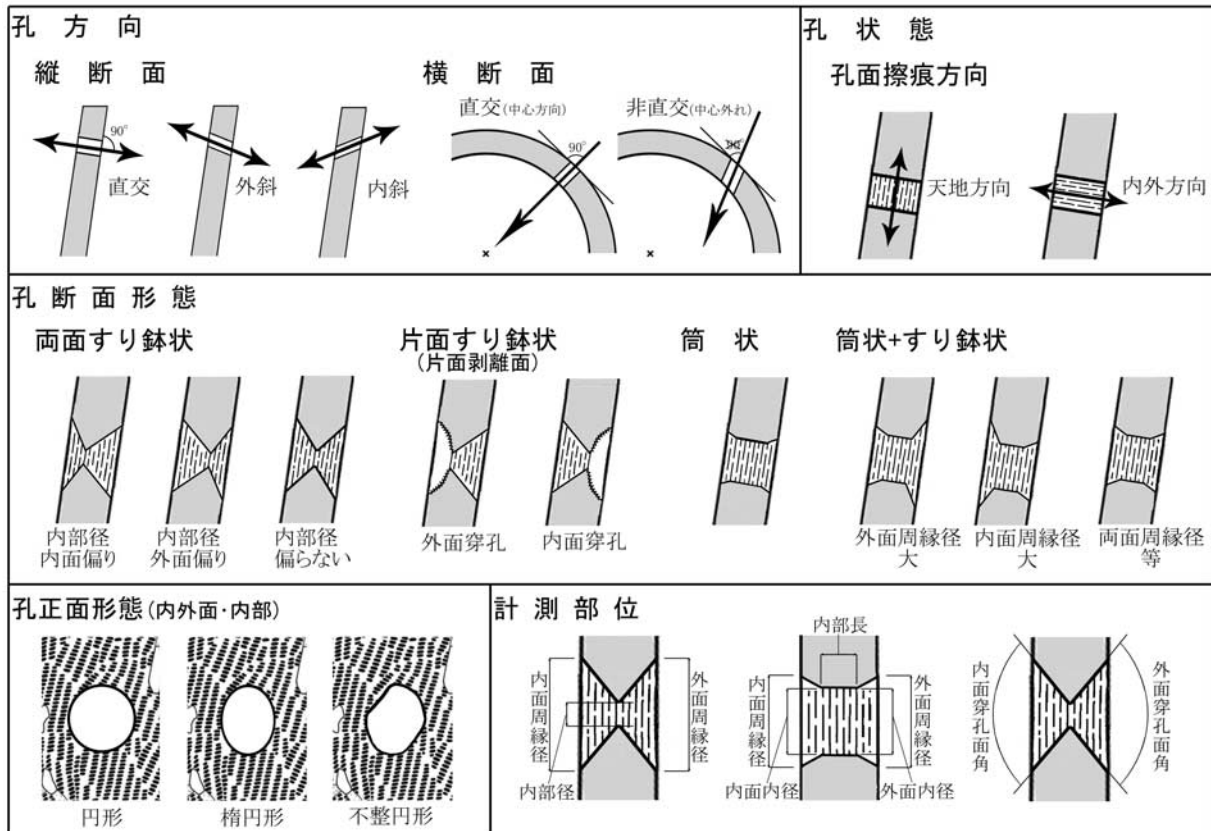 孔方向
縦断面
90°
直交
外斜
内斜
横断面
直交(中心方向)
90°
×
非直交(中心外れ)
90°
×
孔状態
孔面擦痕方向
天地方向
内外方向
孔断面形態
両面すり鉢状
内部径
内面偏り
内部径
外面偏り
内部径
偏らない
片面すり鉢状
(片面剥離面)
外面穿孔
内面穿孔
筒状
筒状+すり鉢状
外面周縁径
大
内面周縁径
大
両面周縁径
等
孔正面形態(内外面・内部)
円形
楕円形
不整円形
計測部位
内面周縁径
外面周縁径
内部径
内部長
内面周縁径
外面周縁径
内面内径
外面内径
内面穿孔面角
外面穿孔面角